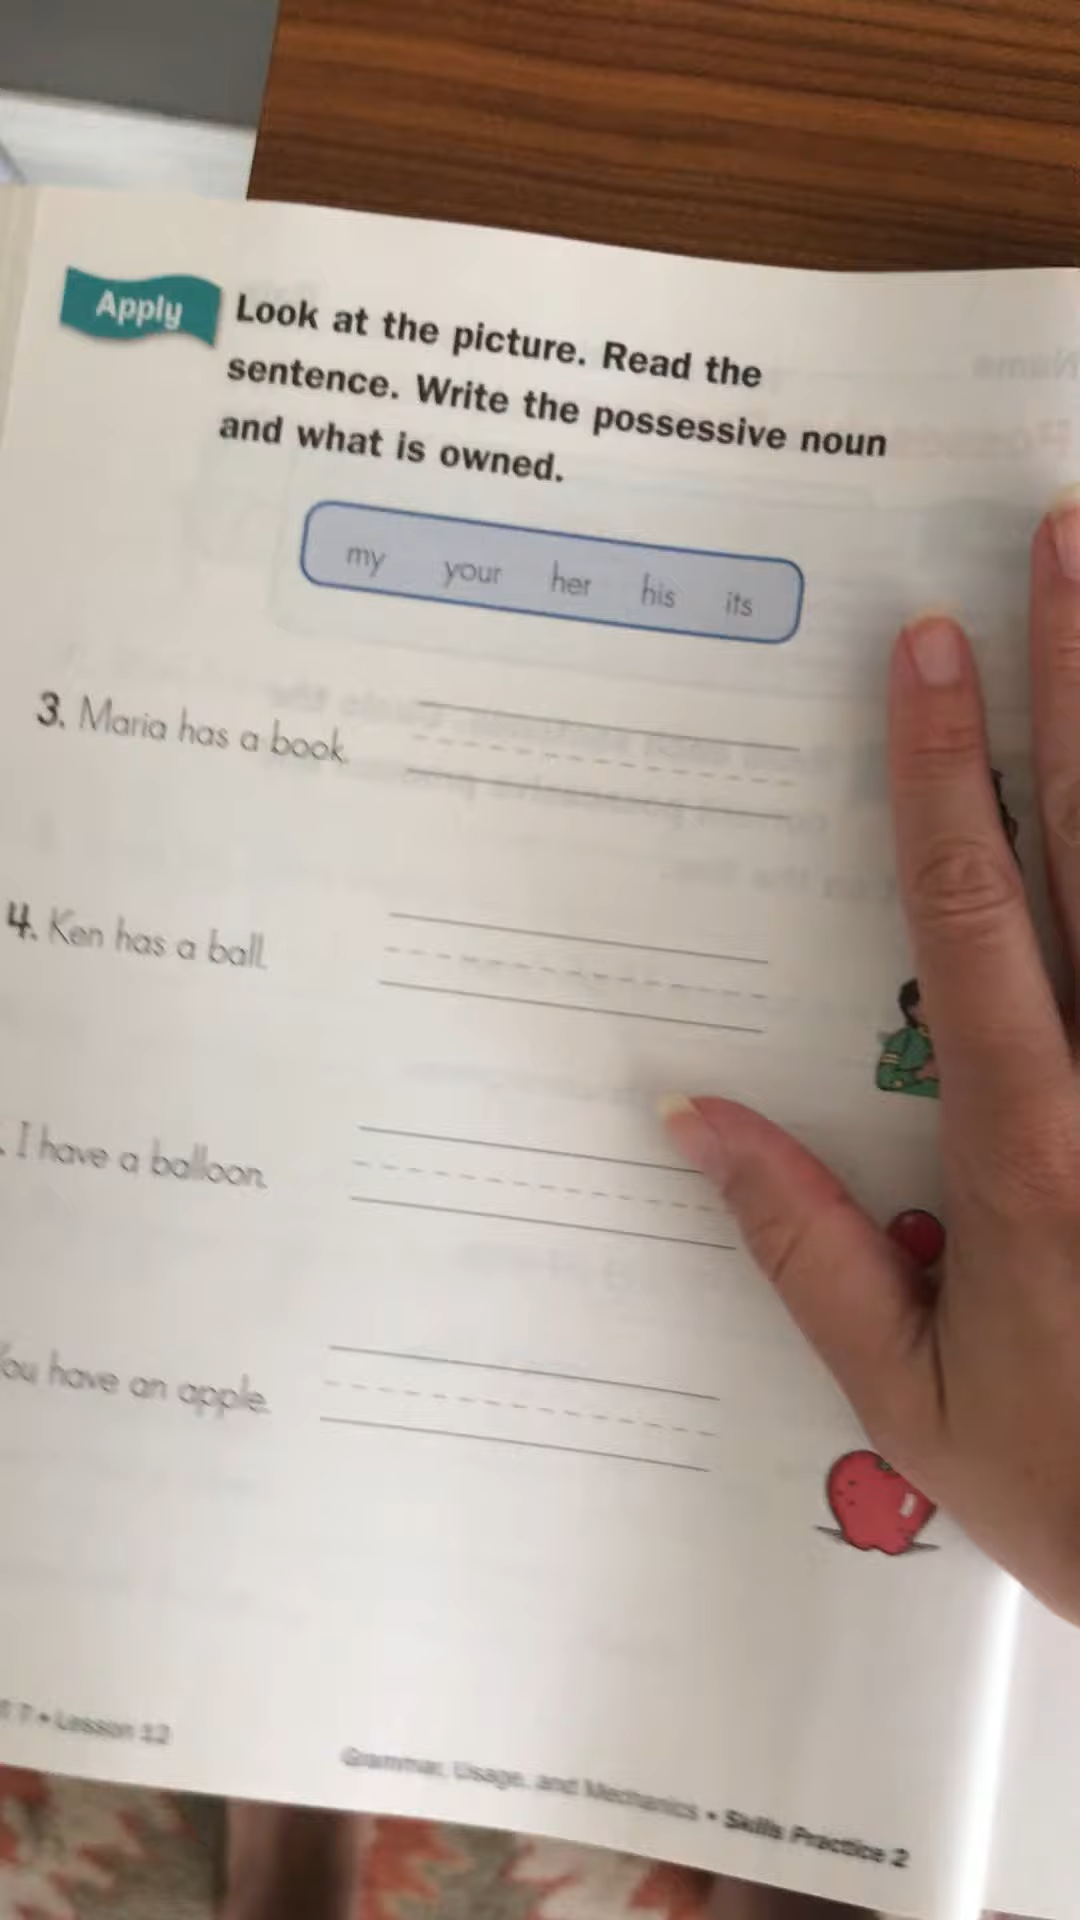 Apply
Look at the picture. Read the
sentence. Write the possessive noun
and what is owned.
my your her his its
3. Maria has a book.
4. Ken has a ball.
. I have a balloon.
You have an apple.
7 • Lesson 12
Grammar, Usage, and Mechanics • Skills Practice 2